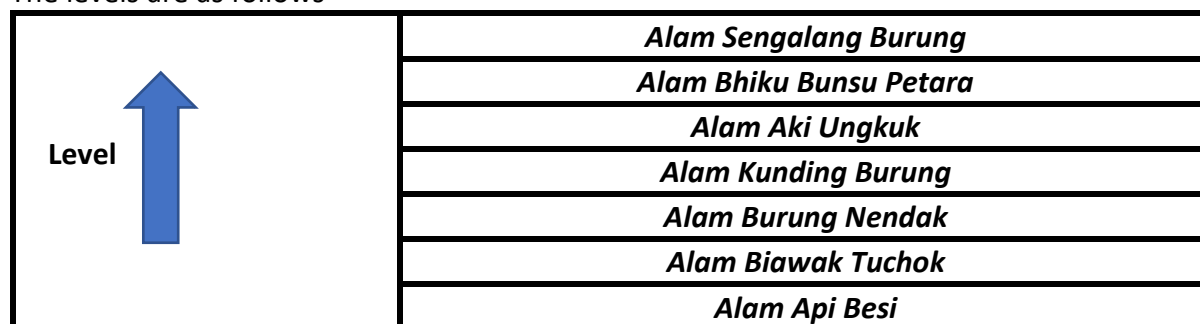 The levels are as follows
Alam Sengalang Burung
Alam Bhiku Bunsu Petara
Alam Aki Ungkuk
Level
Alam Kunding Burung
Alam Burung Nendak
Alam Biawak Tuchok
Alam Api Besi